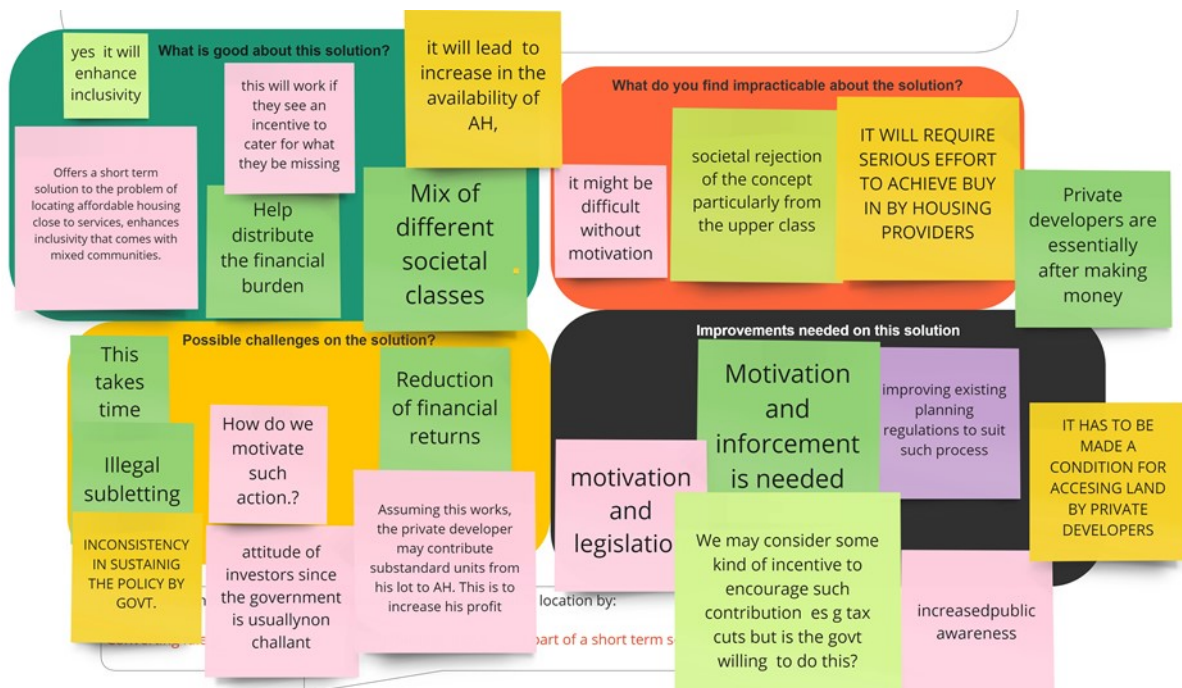 What is good about this solution?
yes it will
enhance
inclusivity
this will work if
they see an
incentive to
cater for what
they be missing
it will lead to
increase in the
availability of
AH,
Offers a short term
solution to the problem of
locating affordable housing
close to services, enhances
inclusivity that comes with
mixed communities.
Help
distribute
the financial
burden
Mix of
different
societal
classes
What do you find impracticable about the solution?
it might be
difficult
without
motivation
societal rejection
of the concept
particularly from
the upper class
IT WILL REQUIRE
SERIOUS EFFORT
TO ACHIEVE BUY
IN BY HOUSING
PROVIDERS
Private
developers are
essentially
after making
money
Possible challenges on the solution?
This
takes
time
Illegal
subletting
INCONSISTENCY
IN SUSTAINIG
THE POLICY BY
GOVT.
How do we
motivate
such
action.?
attitude of
investors since
the government
is usuallynon
challant
Reduction
of financial
returns
Assuming this works,
the private developer
may contribute
substandard units from
his lot to AH. This is to
increase his profit
Improvements needed on this solution
Motivation
and
inforcement
is needed
improving existing
planning
regulations to suit
such process
IT HAS TO BE
MADE A
CONDITION FOR
ACCESING LAND
BY PRIVATE
DEVELOPERS
motivation
and
legislation
We may consider some
kind of incentive to
encourage such
contribution es g tax
cuts but is the govt
willing to do this?
increasedpublic
awareness
location by:
part of a short term